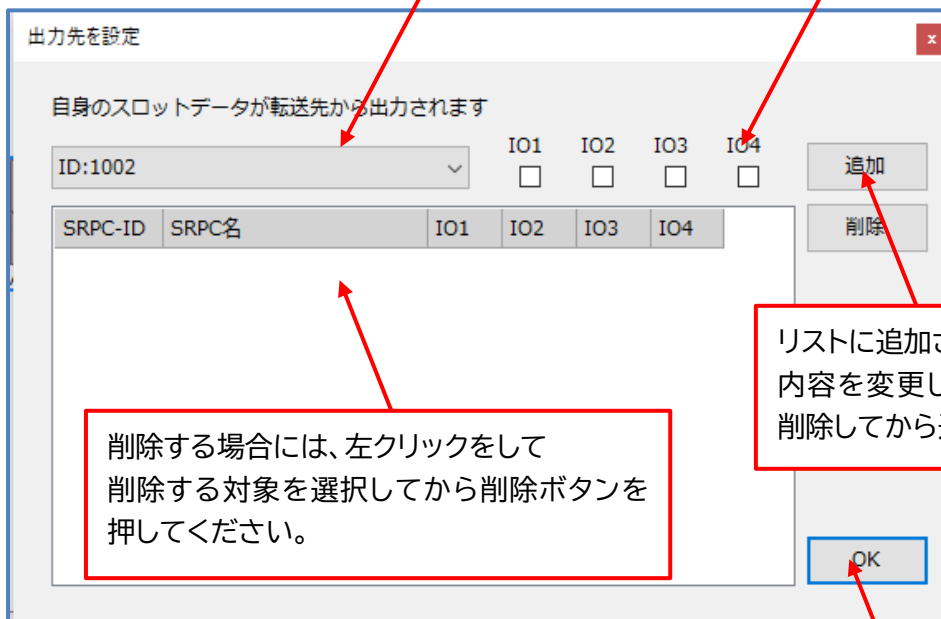 出力先を設定
x
自身のスロットデータが転送先から出力されます
IO1 IO2 IO3 IO4
ID:1002
追加
SRPC-ID SRPC名 IO1 IO2 IO3 IO4
削除
リストに追加
内容を変更し
削除してから
削除する場合には、左クリックをして
削除する対象を選択してから削除ボタンを
押してください。
OK